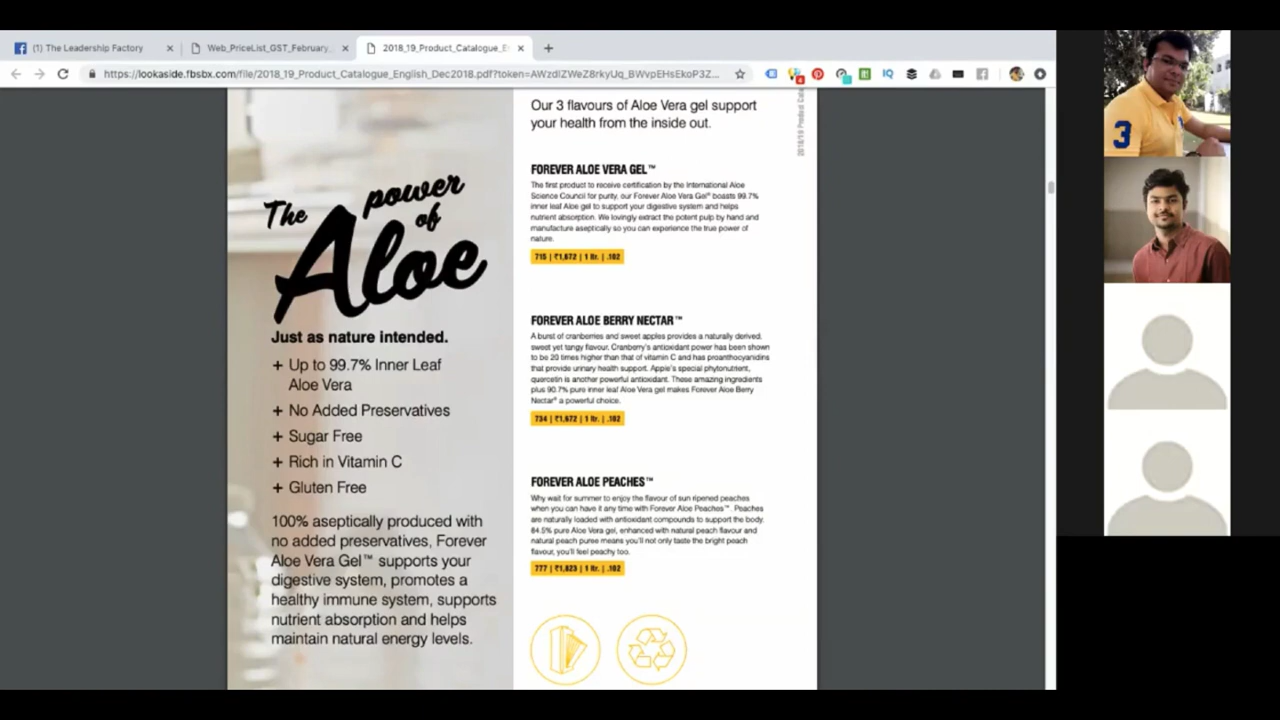 (1) The Leadership Factory
Web_PriceList_GST_February_
2018_19_Product_Catalogue_E
https://lookaside.fbsbx.com/file/2018_19_Product_Catalogue_English_Dec2018.pdf?token=AWzdIZWeZ8rkyUq_BWvpEHsEkoP3Z...
The power of Aloe
Just as nature intended.
+ Up to 99.7% Inner Leaf
Aloe Vera
+ No Added Preservatives
+ Sugar Free
+ Rich in Vitamin C
+ Gluten Free
100% aseptically produced with
no added preservatives, Forever
Aloe Vera Gel™ supports your
digestive system, promotes a
healthy immune system, supports
nutrient absorption and helps
maintain natural energy levels.
Our 3 flavours of Aloe Vera gel support
your health from the inside out.
FOREVER ALOE VERA GEL™
The first product to receive certification by the International Aloe
Science Council for purity, our Forever Aloe Vera Gel® boasts 99.7%
inner leaf Aloe gel to support your digestive system and helps
nutrient absorption. We lovingly extract the potent pulp by hand and
manufacture aseptically so you can experience the true power of
nature.
715 | ₹1,672 | 1 ltr. | .102
FOREVER ALOE BERRY NECTAR™
A burst of cranberries and sweet apples provides a naturally derived,
sweet yet tangy flavour. Cranberry's antioxidant power has been shown
to be 20 times higher than that of vitamin C and has proanthocyanidins
that provide urinary health support. Apple's special phytonutrient,
quercetin is another powerful antioxidant. These amazing ingredients
plus 90.7% pure inner leaf Aloe Vera gel makes Forever Aloe Berry
Nectar® a powerful choice.
734 | ₹1,672 | 1 ltr. | .102
FOREVER ALOE PEACHES™
Why wait for summer to enjoy the flavour of sun ripened peaches
when you can have it any time with Forever Aloe Peaches™. Peaches
are naturally loaded with antioxidant compounds to support the body.
84.5% pure Aloe Vera gel, enhanced with natural peach flavour and
natural peach puree means you'll not only taste the bright peach
flavour, you'll feel peachy too.
777 | ₹1,823 | 1 ltr. | .102
2018/19 Product Cata
3